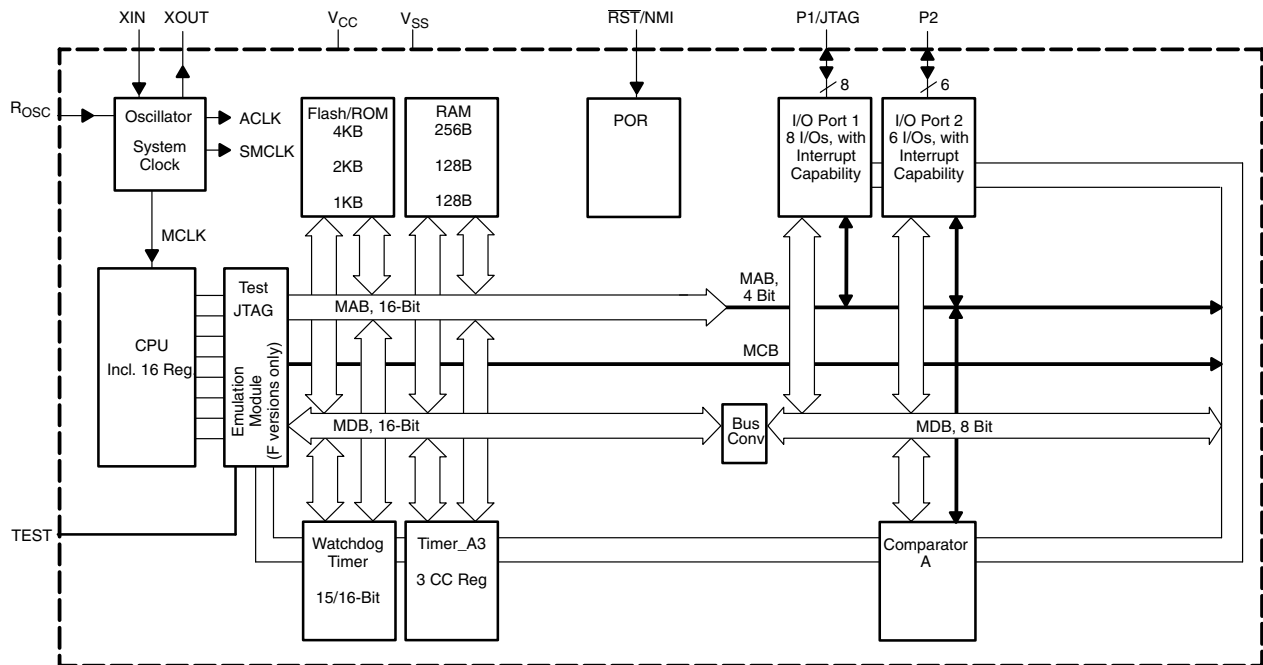 XIN
XOUT
VCC
VSS
RST/NMI
P1/JTAG
P2
8
6
ROSC
Oscillator
System
Clock
ACLK
SMCLK
Flash/ROM
4KB
2KB
1KB
RAM
256B
128B
128B
POR
I/O Port 1
8 I/Os, with
Interrupt
Capability
I/O Port 2
6 I/Os, with
Interrupt
Capability
MCLK
CPU
Incl. 16 Reg.
Test
JTAG
Emulation
Module
(F versions only)
MAB, 16-Bit
MAB,
4 Bit
MCB
MDB, 16-Bit
Bus
Conv
MDB, 8 Bit
TEST
Watchdog
Timer
15/16-Bit
Timer_A3
3 CC Reg
Comparator
A